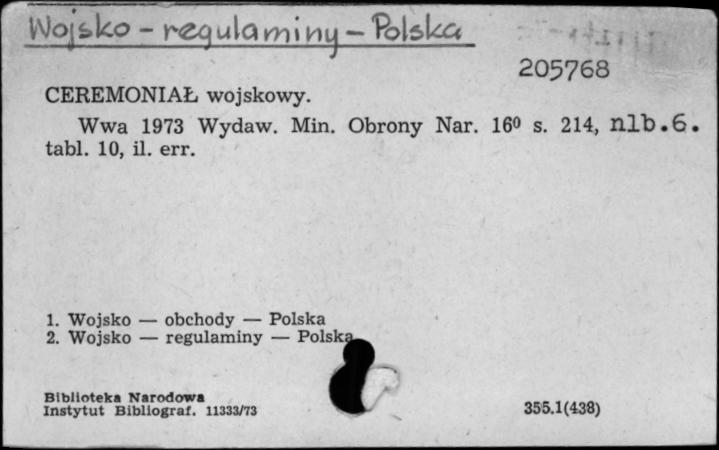 Wojsko - regulaminy - Polska
205768
CEREMONIAŁ wojskowy.
Wwa 1973 Wydaw. Min. Obrony Nar. 16⁰ s. 214, nlb.6.
tabl. 10, il. err.
1. Wojsko — obchody — Polska
2. Wojsko — regulaminy — Polska
Biblioteka Narodowa
Instytut Bibliograf. 11333/73
355.1(438)